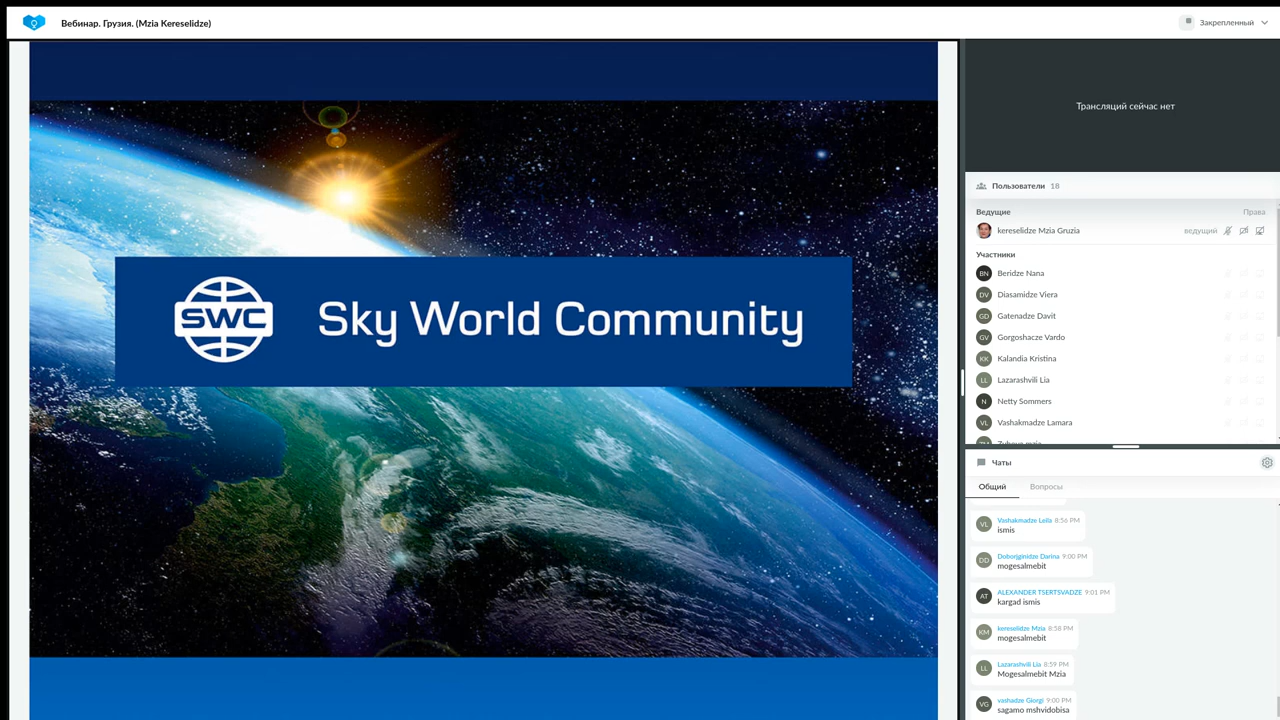 Вебинар. Грузия. (Mzia Kereselidze)
Закрепленный
SWC
Sky World Community
Трансляций сейчас нет
Пользователи 18
Ведущие Права
kereselidze Mzia Gruzia ведущий
Участники
BN Beridze Nana
DV Diasamidze Viera
GD Gatenadze Davit
GV Gorgoshacze Vardo
KK Kalandia Kristina
LL Lazarashvili Lia
N Netty Sommers
VL Vashakmadze Lamara
Чаты
Общий Вопросы
VL Vashakmadze Leila 8:56 PM
ismis
DD Doborjginidze Darina 9:00 PM
mogesalmebit
AT ALEXANDER TSERTSVADZE 9:01 PM
kargad ismis
KM kereselidze Mzia 8:58 PM
mogesalmebit
LL Lazarashvili Lia 8:59 PM
Mogesalmebit Mzia
VG vashadze Giorgi 9:00 PM
sagamo mshvidobisa